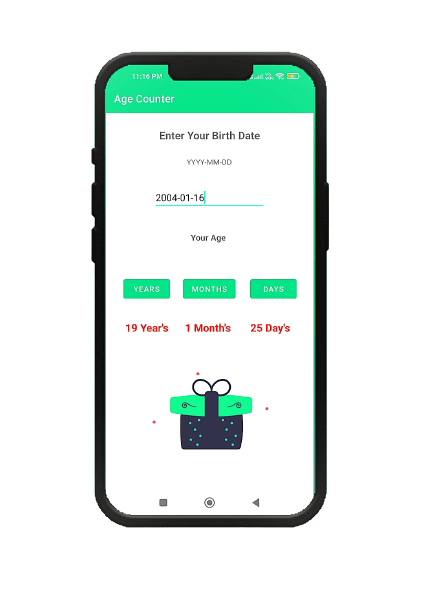 11:16 PM
Age Counter
Enter Your Birth Date
YYYY-MM-DD
2004-01-16
Your Age
YEARS MONTHS DAYS
19 Year's 1 Month's 25 Day's